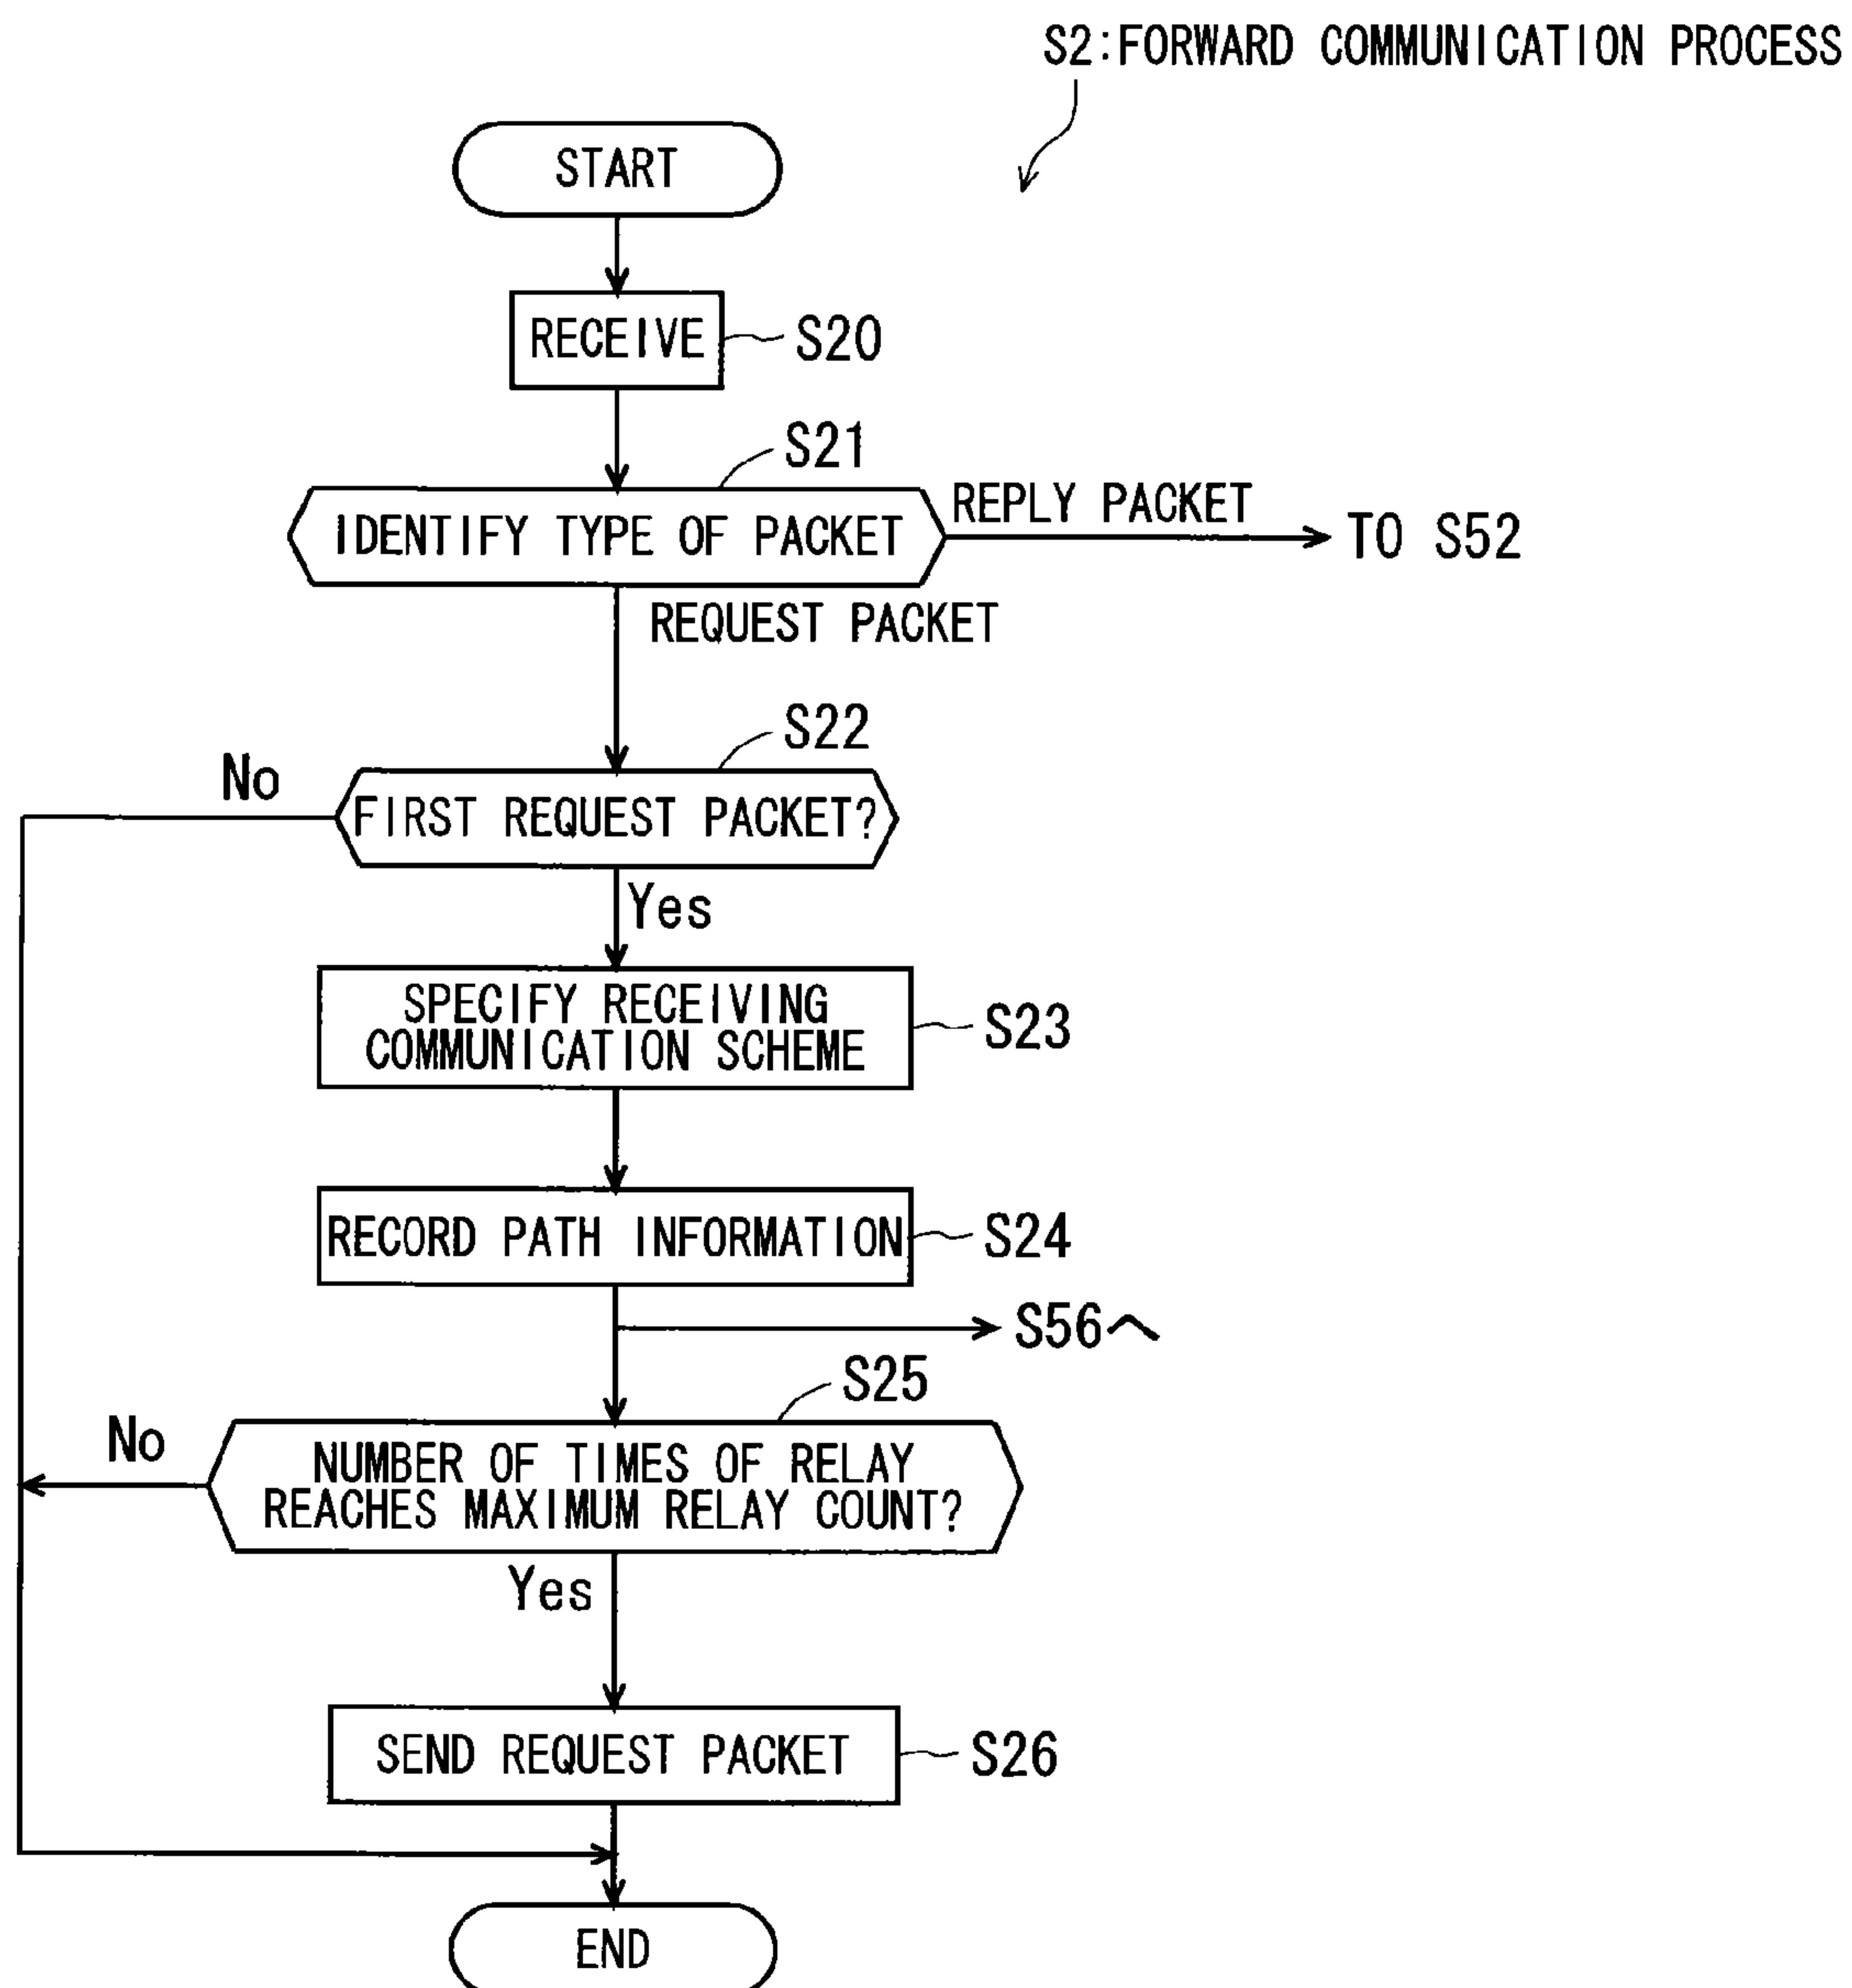 S2:FORWARD COMMUNICATION PROCESS
START
RECEIVE
S20
S21
IDENTIFY TYPE OF PACKET
REPLY PACKET
TO S52
REQUEST PACKET
S22
No
FIRST REQUEST PACKET?
Yes
SPECIFY RECEIVING
COMMUNICATION SCHEME
S23
RECORD PATH INFORMATION
S24
S56へ
S25
No
NUMBER OF TIMES OF RELAY
REACHES MAXIMUM RELAY COUNT?
Yes
SEND REQUEST PACKET
S26
END